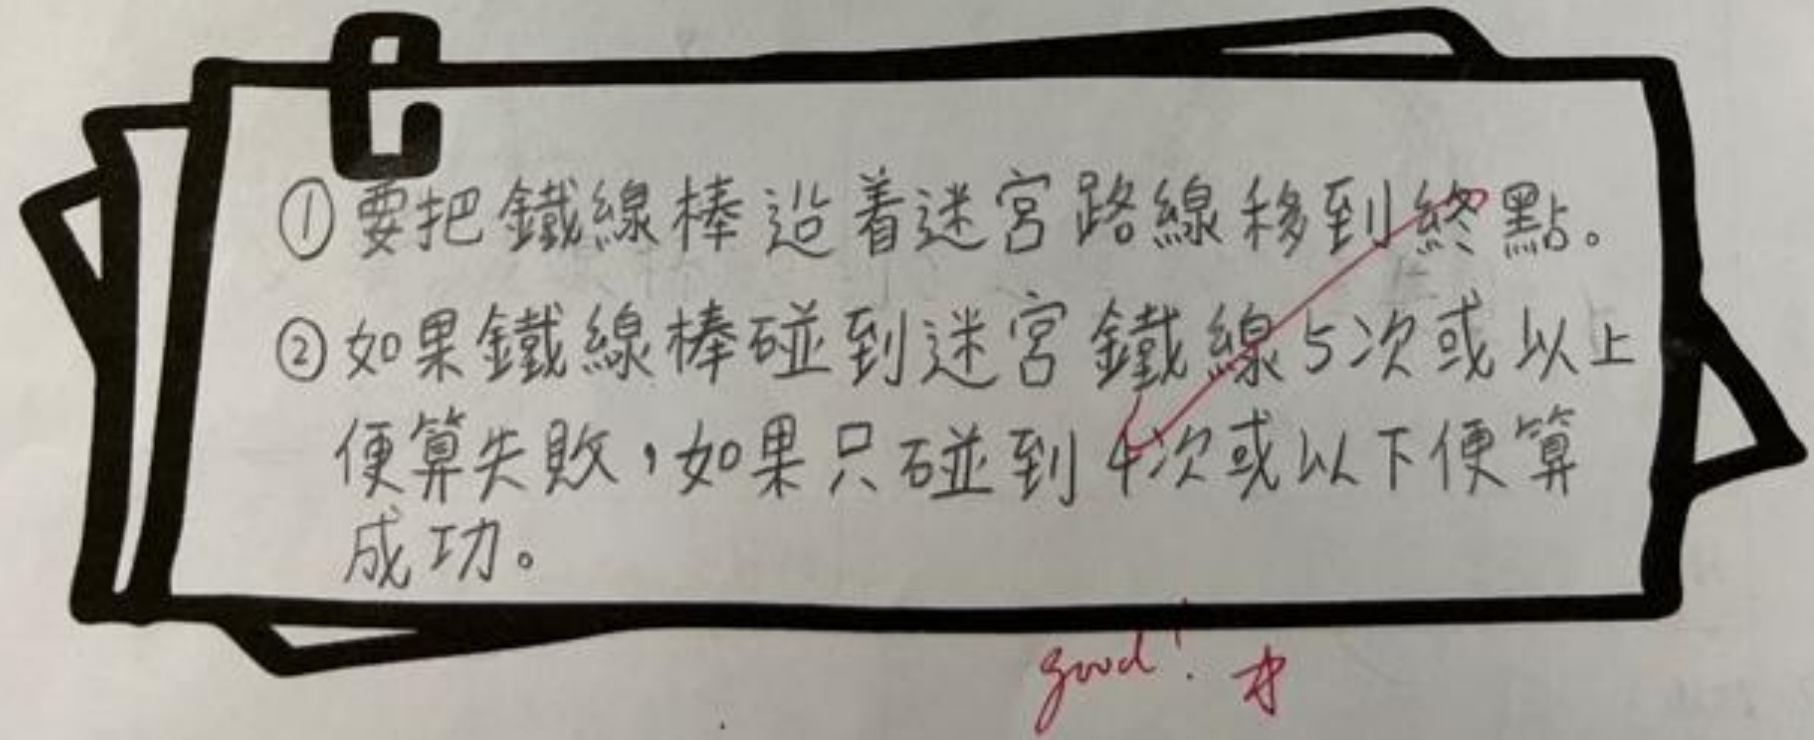 ①要把鐵線棒沿着迷宮路線移到終點。
②如果鐵線棒碰到迷宮鐵線5次或以上
便算失敗，如果只碰到4次或以下便算
成功。
good!